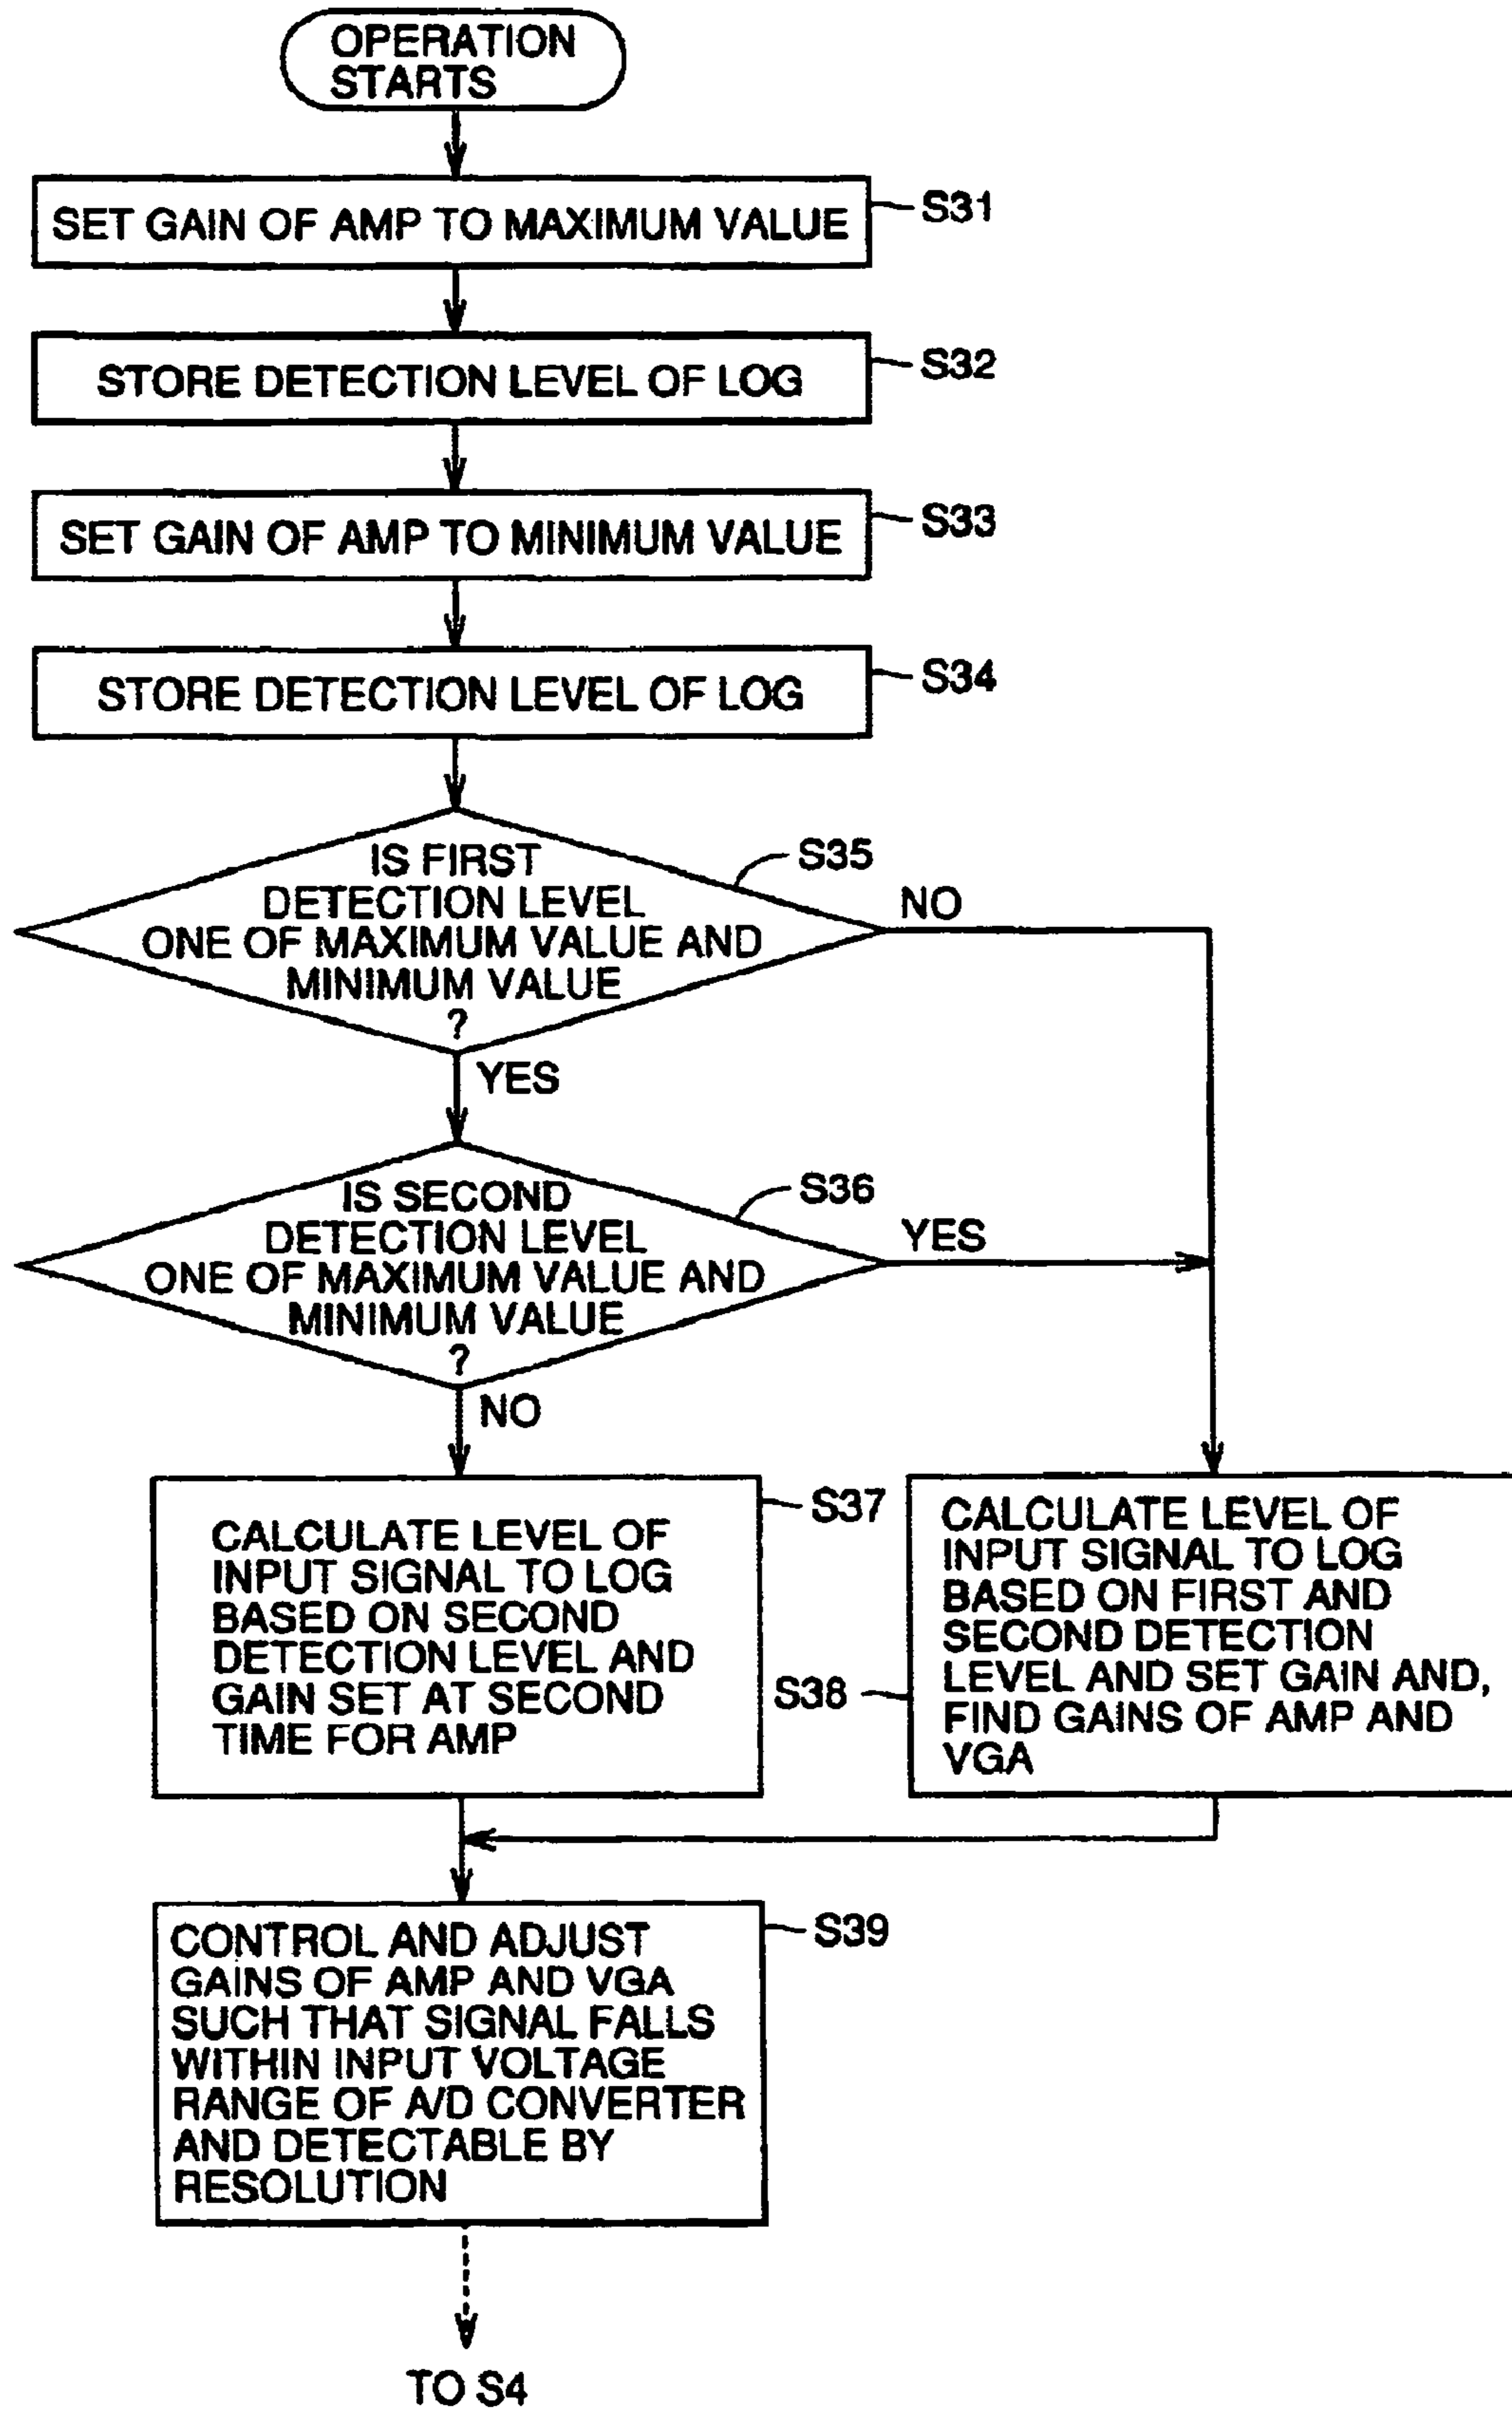 OPERATION
STARTS
SET GAIN OF AMP TO MAXIMUM VALUE
S31
STORE DETECTION LEVEL OF LOG
S32
SET GAIN OF AMP TO MINIMUM VALUE
S33
STORE DETECTION LEVEL OF LOG
S34
IS FIRST
DETECTION LEVEL
ONE OF MAXIMUM VALUE AND
MINIMUM VALUE
?
S35
NO
YES
IS SECOND
DETECTION LEVEL
ONE OF MAXIMUM VALUE AND
MINIMUM VALUE
?
S36
YES
NO
CALCULATE LEVEL OF
INPUT SIGNAL TO LOG
BASED ON SECOND
DETECTION LEVEL AND
GAIN SET AT SECOND
TIME FOR AMP
S37
CALCULATE LEVEL OF
INPUT SIGNAL TO LOG
BASED ON FIRST AND
SECOND DETECTION
LEVEL AND SET GAIN AND,
FIND GAINS OF AMP AND
VGA
S38
CONTROL AND ADJUST
GAINS OF AMP AND VGA
SUCH THAT SIGNAL FALLS
WITHIN INPUT VOLTAGE
RANGE OF A/D CONVERTER
AND DETECTABLE BY
RESOLUTION
S39
TO S4